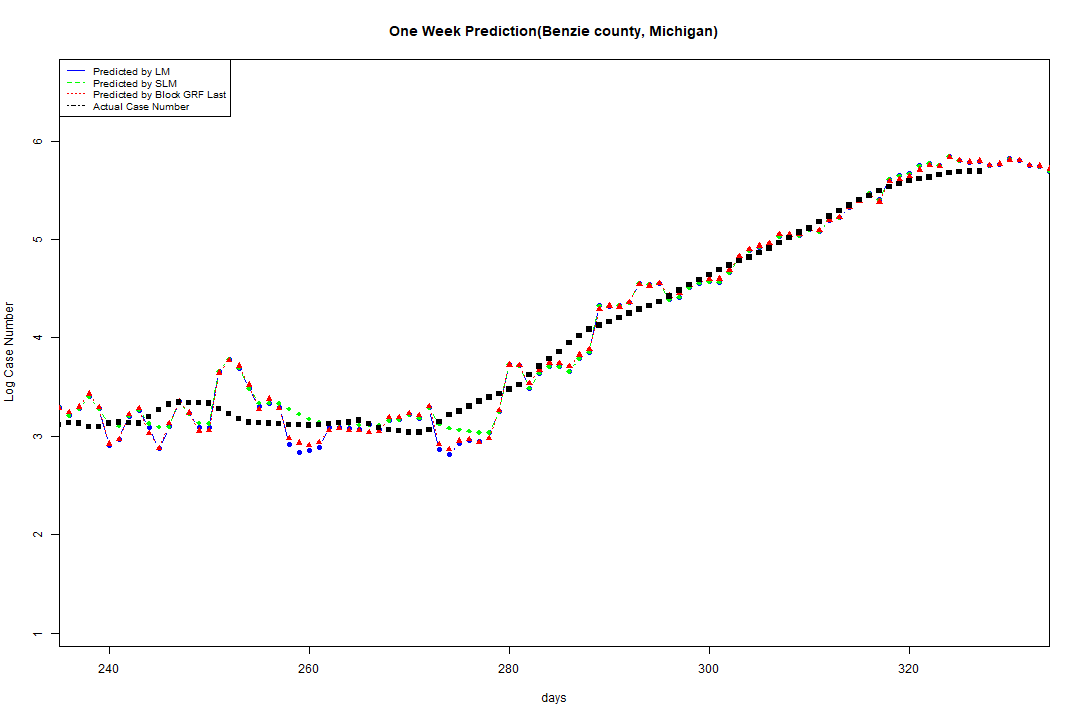 One Week Prediction(Benzie county, Michigan)
Predicted by LM
Predicted by SLM
Predicted by Block GRF Last
Actual Case Number
6
5
4
3
2
1
Log Case Number
240 260 280 300 320
days